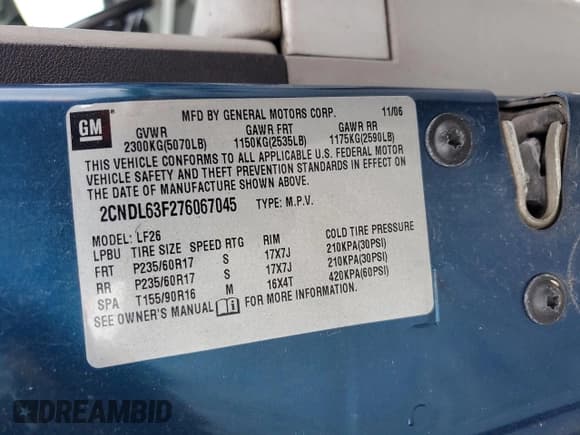 GM
MFD BY GENERAL MOTORS CORP. 11/06
GVWR GAWR FRT GAWR RR
2300KG(5070LB) 1150KG(2535LB) 1175KG(2590LB)
THIS VEHICLE CONFORMS TO ALL APPLICABLE U.S. FEDERAL MOTOR
VEHICLE SAFETY AND THEFT PREVENTION STANDARDS IN EFFECT ON
THE DATE OF MANUFACTURE SHOWN ABOVE.
2CNDL63F276067045 TYPE: M.P.V.
MODEL: LF26
LPBU TIRE SIZE SPEED RTG RIM COLD TIRE PRESSURE
FRT P235/60R17 S 17X7J 210KPA(30PSI)
RR P235/60R17 S 17X7J 210KPA(30PSI)
SPA T155/90R16 M 16X4T 420KPA(60PSI)
SEE OWNER'S MANUAL i FOR MORE INFORMATION.
DREAMBID